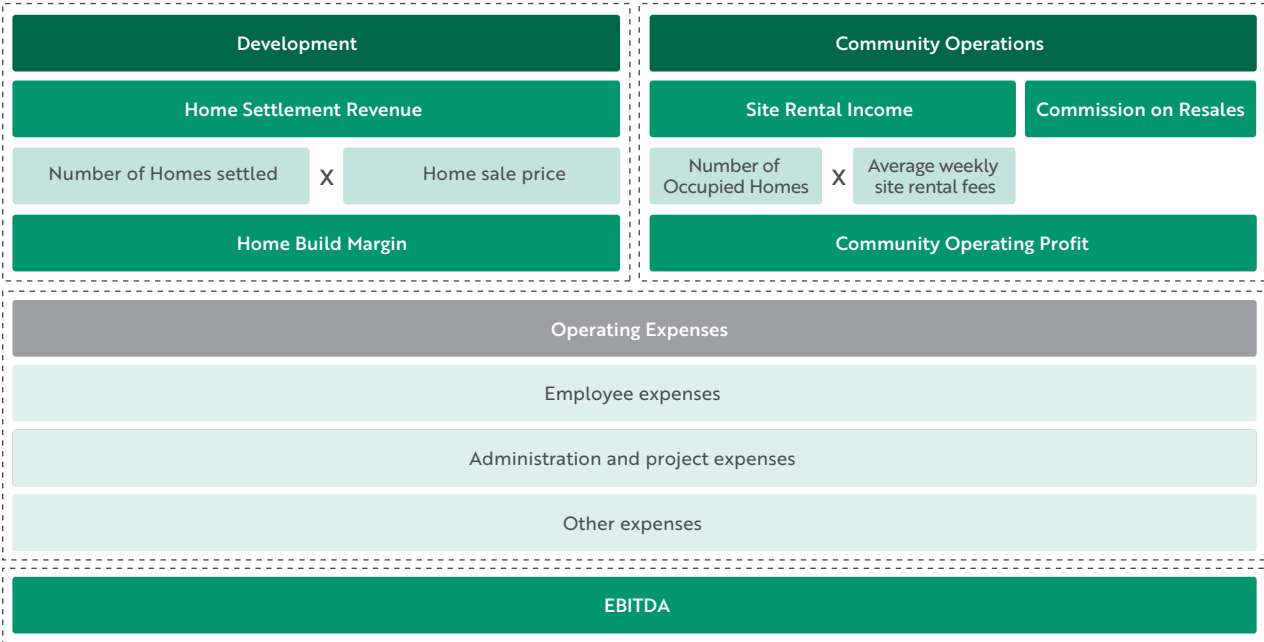 Development
Home Settlement Revenue
Number of Homes settled X Home sale price
Home Build Margin
Community Operations
Site Rental Income Commission on Resales
Number of
Occupied Homes X Average weekly
site rental fees
Community Operating Profit
Operating Expenses
Employee expenses
Administration and project expenses
Other expenses
EBITDA